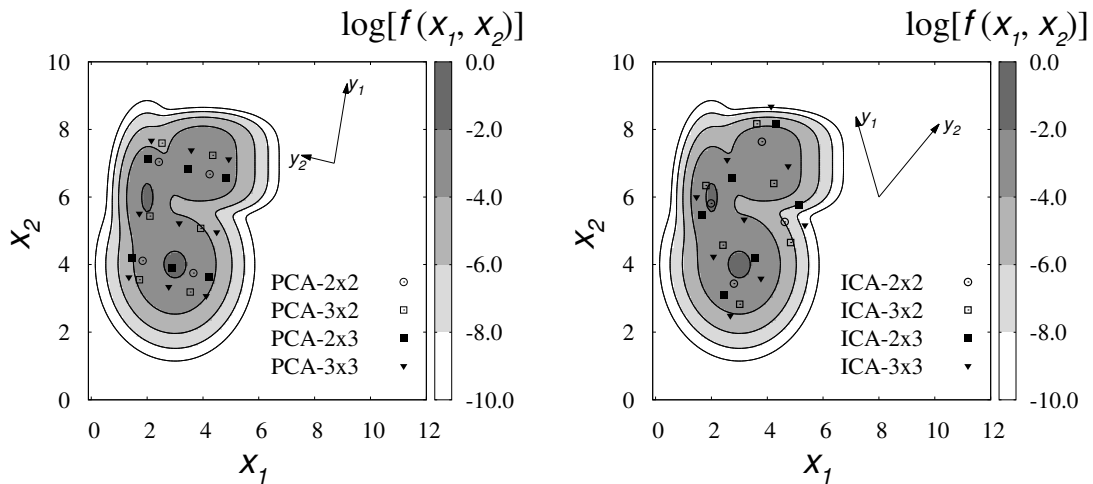 log[f(x1, x2)]
10
8
6
4
2
0
0 2 4 6 8 10 12
x2
x1
y1
y2
PCA-2x2
PCA-3x2
PCA-2x3
PCA-3x3
0.0
-2.0
-4.0
-6.0
-8.0
-10.0
log[f(x1, x2)]
10
8
6
4
2
0
0 2 4 6 8 10 12
x2
x1
y1
y2
ICA-2x2
ICA-3x2
ICA-2x3
ICA-3x3
0.0
-2.0
-4.0
-6.0
-8.0
-10.0